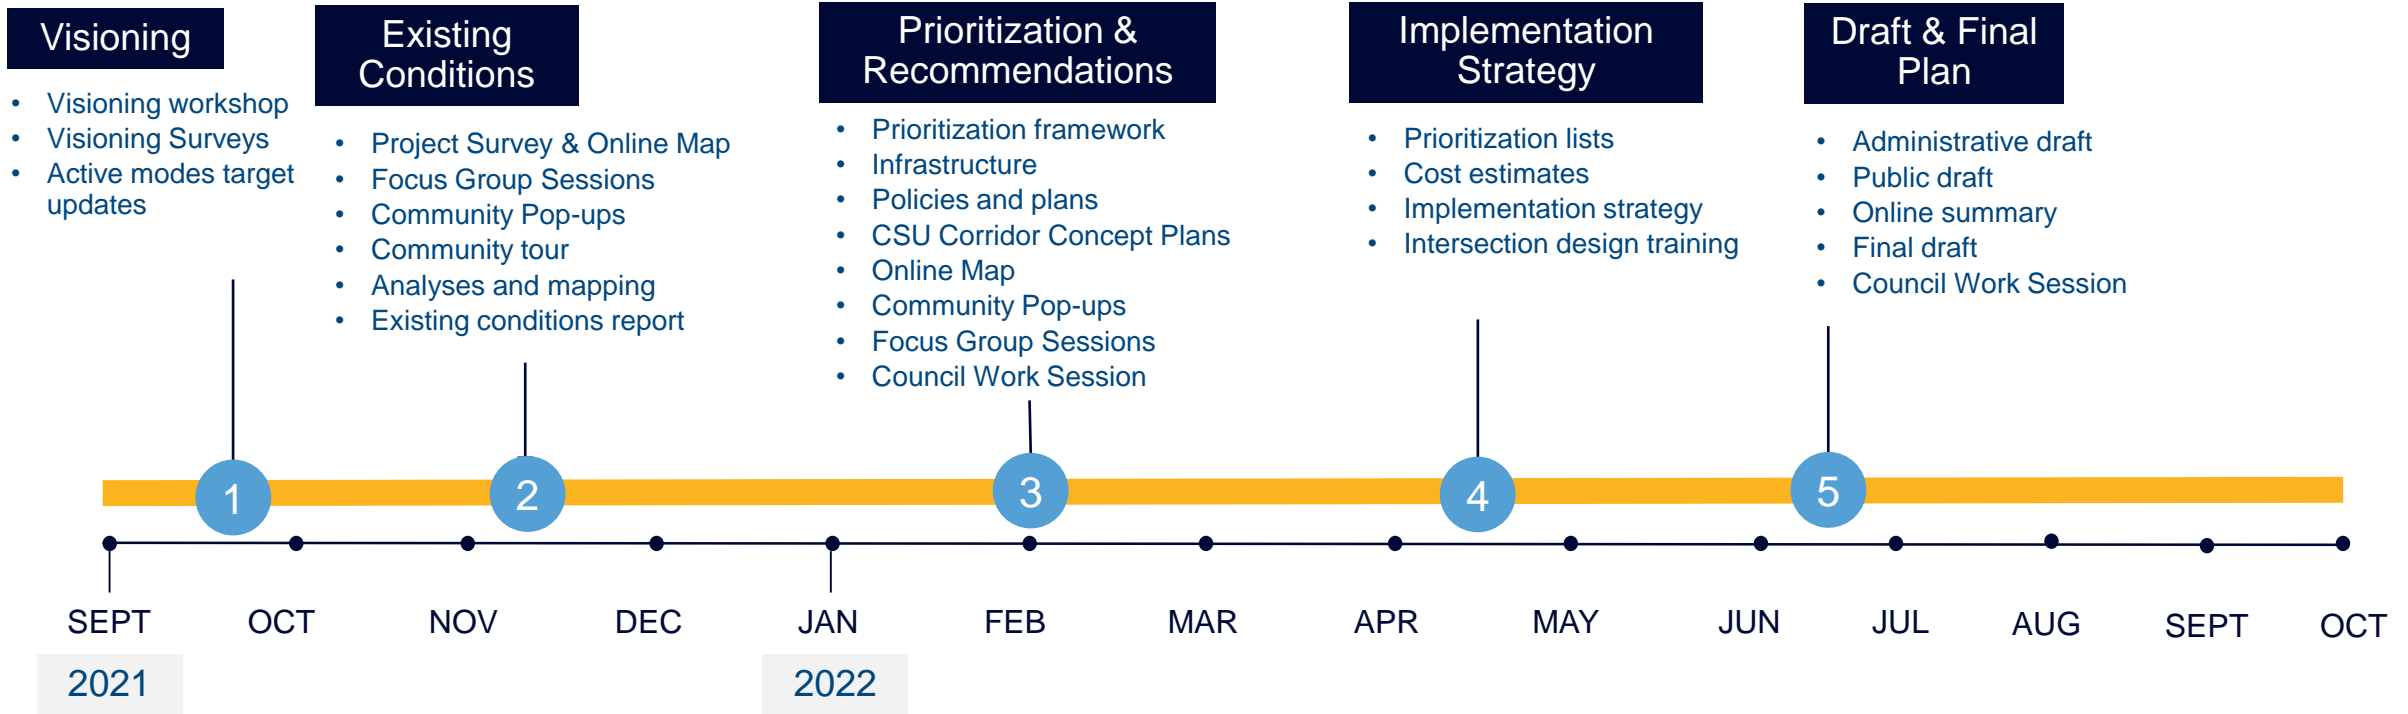 Visioning
• Visioning workshop
• Visioning Surveys
• Active modes target
updates
Existing
Conditions
• Project Survey & Online Map
• Focus Group Sessions
• Community Pop-ups
• Community tour
• Analyses and mapping
• Existing conditions report
Prioritization &
Recommendations
• Prioritization framework
• Infrastructure
• Policies and plans
• CSU Corridor Concept Plans
• Online Map
• Community Pop-ups
• Focus Group Sessions
• Council Work Session
Implementation
Strategy
• Prioritization lists
• Cost estimates
• Implementation strategy
• Intersection design training
Draft & Final
Plan
• Administrative draft
• Public draft
• Online summary
• Final draft
• Council Work Session
1 2 3 4 5
SEPT OCT NOV DEC JAN FEB MAR APR MAY JUN JUL AUG SEPT OCT
2021 2022